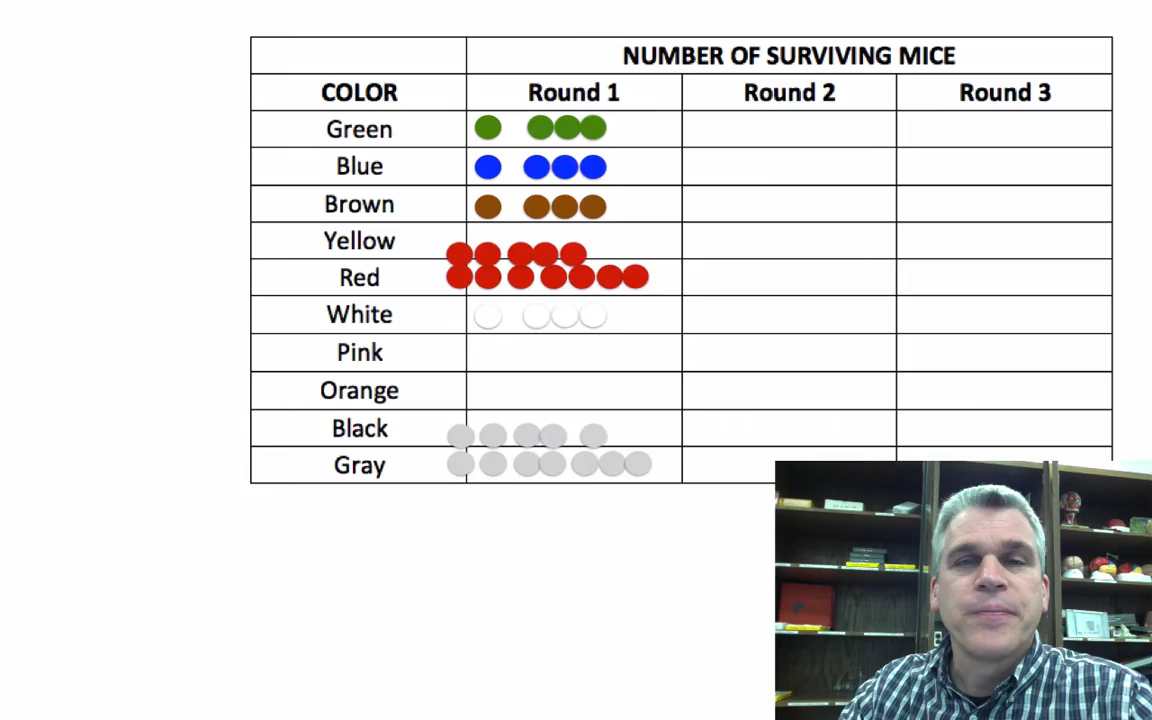 NUMBER OF SURVIVING MICE
COLOR Round 1 Round 2 Round 3
Green
Blue
Brown
Yellow
Red
White
Pink
Orange
Black
Gray